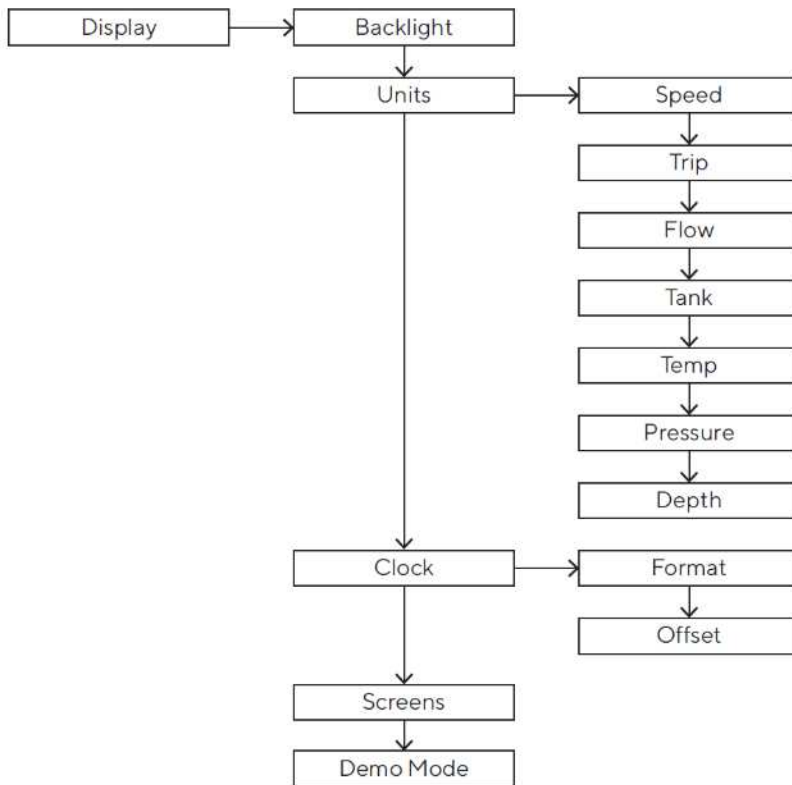 Display
Backlight
Units
Speed
Trip
Flow
Tank
Temp
Pressure
Depth
Clock
Format
Offset
Screens
Demo Mode